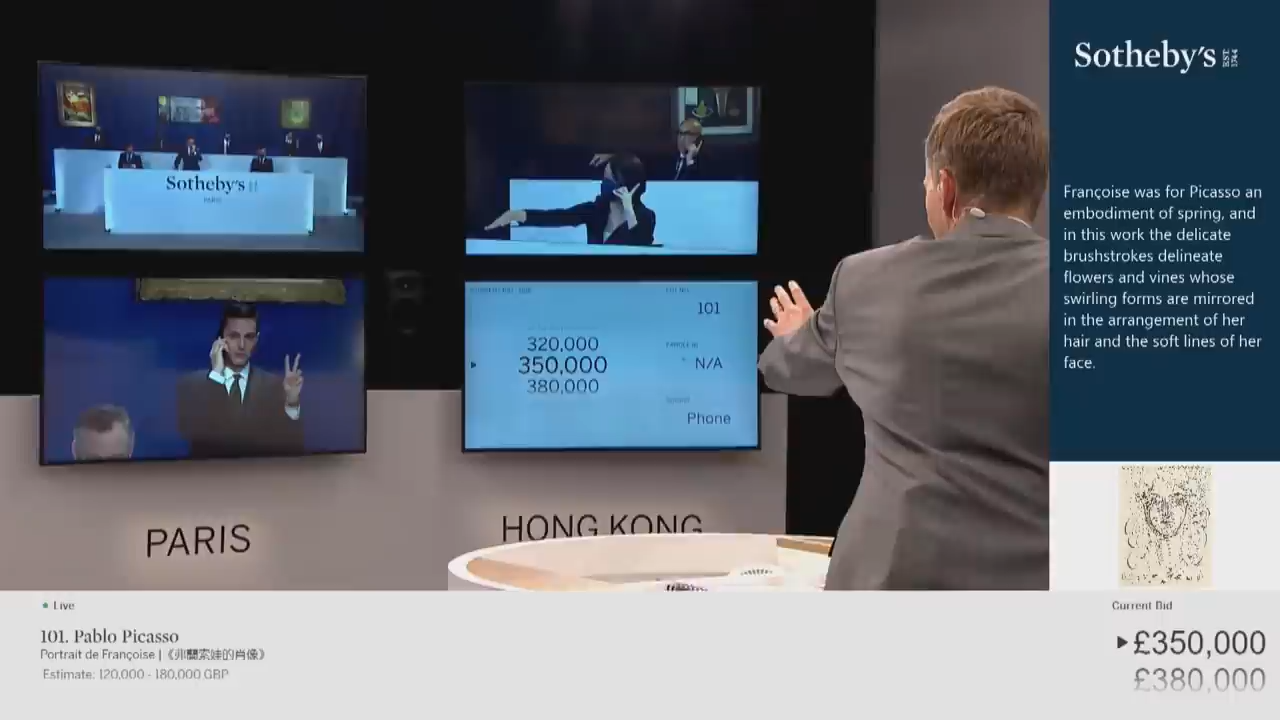 Sotheby's EST. 1744
Françoise was for Picasso an
embodiment of spring, and
in this work the delicate
brushstrokes delineate
flowers and vines whose
swirling forms are mirrored
in the arrangement of her
hair and the soft lines of her
face.
Sotheby's
PARIS
101
320,000
350,000
380,000
N/A
Phone
PARIS
HONG KONG
Live
101. Pablo Picasso
Portrait de Françoise |《弗朗索娃的肖像》
Estimate: 120,000 - 180,000 GBP
Current Bid
£350,000
£380,000